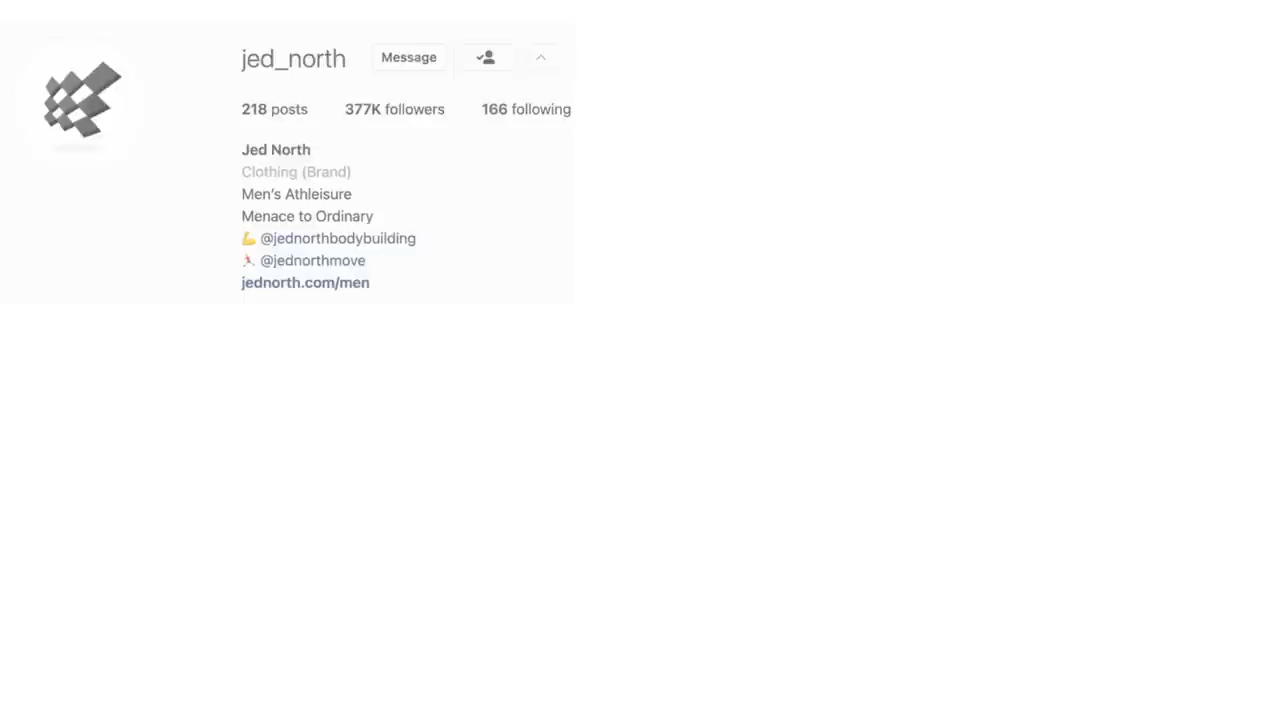 jed_north Message
218 posts 377K followers 166 following
Jed North
Clothing (Brand)
Men's Athleisure
Menace to Ordinary
💪 @jednorthbodybuilding
🏃 @jednorthmove
jednorth.com/men